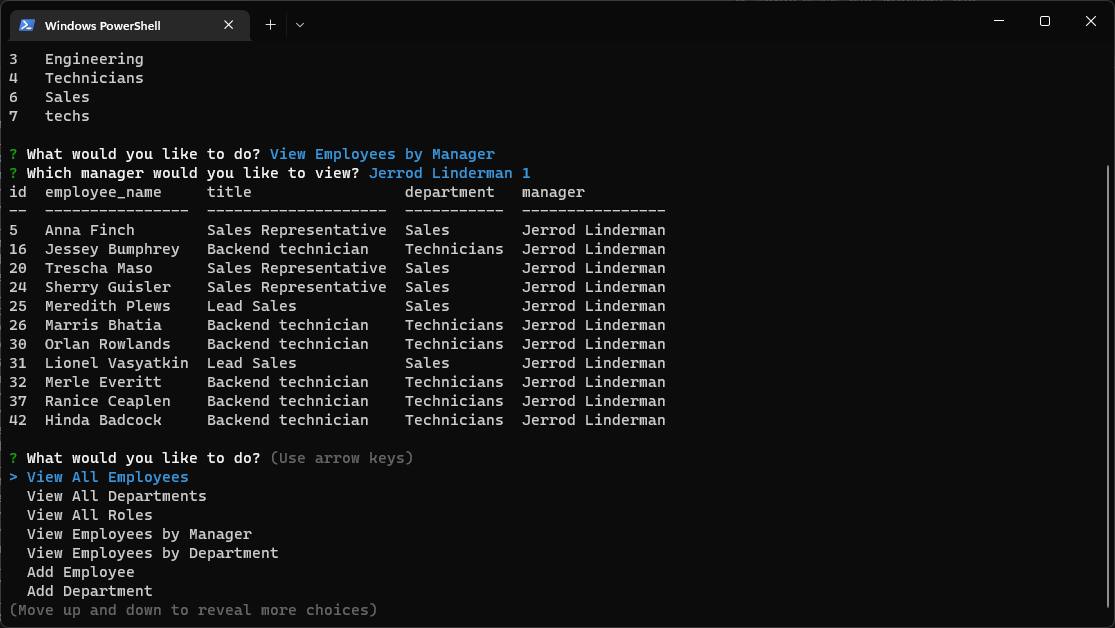 Windows PowerShell
3   Engineering
4   Technicians
6   Sales
7   techs
? What would you like to do? View Employees by Manager
? Which manager would you like to view? Jerrod Linderman 1
id  employee_name     title                 department   manager
--  ----------------  --------------------  -----------  ----------------
5   Anna Finch        Sales Representative  Sales        Jerrod Linderman
16  Jessey Bumphrey   Backend technician    Technicians  Jerrod Linderman
20  Trescha Maso      Sales Representative  Sales        Jerrod Linderman
24  Sherry Guisler    Sales Representative  Sales        Jerrod Linderman
25  Meredith Plews    Lead Sales            Sales        Jerrod Linderman
26  Marris Bhatia     Backend technician    Technicians  Jerrod Linderman
30  Orlan Rowlands    Backend technician    Technicians  Jerrod Linderman
31  Lionel Vasyatkin  Lead Sales            Sales        Jerrod Linderman
32  Merle Everitt     Backend technician    Technicians  Jerrod Linderman
37  Ranice Ceaplen    Backend technician    Technicians  Jerrod Linderman
42  Hinda Badcock     Backend technician    Technicians  Jerrod Linderman
? What would you like to do? (Use arrow keys)
> View All Employees
  View All Departments
  View All Roles
  View Employees by Manager
  View Employees by Department
  Add Employee
  Add Department
(Move up and down to reveal more choices)